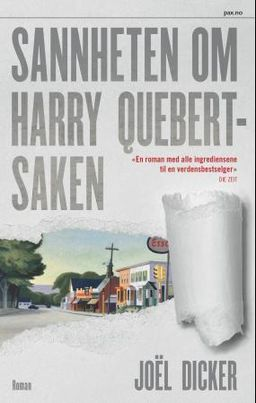 pax.no
SANNHETEN OM
HARRY QUEBERT-
SAKEN
«En roman med alle ingrediensene
til en verdensbestselger»
DIE ZEIT
ESSO
Roman
JOËL DICKER